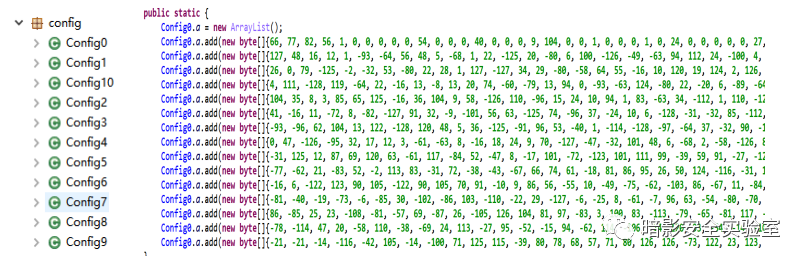 config
Config0
Config1
Config10
Config2
Config3
Config4
Config5
Config6
Config7
Config8
Config9
public static {
Config0.a = new ArrayList();
Config0.a.add(new byte[]{66, 77, 82, 56, 1, 0, 0, 0, 0, 0, 54, 0, 0, 0, 40, 0, 0, 0, 9, 104, 0, 0, 1, 0, 0, 0, 1, 0, 24, 0, 0, 0, 0, 0, 27,
Config0.a.add(new byte[]{127, 48, 16, 12, 1, -93, -64, 56, 48, 5, -68, 1, 22, -125, 20, -80, 6, 100, -126, -49, -63, 94, 112, 24, -100, 4,
Config0.a.add(new byte[]{26, 0, 79, -125, -2, -32, 53, -80, 22, 28, 1, 127, -127, 34, 29, -80, -58, 64, 55, -16, 10, 120, 19, 124, 2, 126,
Config0.a.add(new byte[]{4, 111, -128, 119, -64, 22, -16, 13, -8, 13, 20, 74, -60, -79, 13, 94, 0, -93, -63, 124, -80, 22, -20, 6, -89, -64
Config0.a.add(new byte[]{104, 35, 8, 3, 85, 65, 125, -16, 36, 104, 9, 58, -126, 110, -96, 15, 24, 10, 94, 1, 83, -63, 34, -112, 1, 110, -12
Config0.a.add(new byte[]{41, -16, 11, -72, 8, -82, -127, 91, 32, -9, -101, 56, 63, -125, 74, -96, 37, -24, 10, 6, -128, -31, -32, 85, -112,
Config0.a.add(new byte[]{-93, -96, 62, 104, 13, 122, -128, 120, 48, 5, 36, -125, -91, 96, 53, -40, 1, -114, -128, -97, -64, 37, -32, 90, -1
Config0.a.add(new byte[]{0, 47, -126, -95, 32, 17, 12, 3, -61, -63, 8, -16, 18, 24, 9, 70, -127, -47, -32, 101, 48, 6, -68, 2, -58, -126, 8
Config0.a.add(new byte[]{-31, 125, 12, 87, 69, 120, 63, -61, 117, -84, 52, -47, 8, -17, 101, -72, -123, 101, 111, 99, -39, 59, 91, -27, -12
Config0.a.add(new byte[]{-77, -62, 21, -83, 52, -2, 113, 83, -31, 72, -38, -43, -67, 74, 61, -18, 81, 86, 95, 26, 50, 124, -116, -31, 1
Config0.a.add(new byte[]{-16, 6, -122, 123, 90, 105, -122, 90, 105, 70, 91, -10, 9, 86, 56, -55, 10, -49, -75, -62, -103, 86, -67, 11, -84,
Config0.a.add(new byte[]{-81, -40, -19, -73, -6, -85, 30, -102, -86, 103, -110, -22, 29, -127, -6, -25, 8, -61, -7, 96, 63, -54, -80, -70,
Config0.a.add(new byte[]{86, -85, 25, 23, -108, -81, -57, 69, -87, 26, -105, 126, 104, 81, 97, -83, 3,
Config0.a.add(new byte[]{-78, -114, 47, 20, -58, 110, -38, -69, 24, 113, -27, 95, -52, -15, 94, -62,
Config0.a.add(new byte[]{-21, -21, -14, -116, -42, 105, -14, -100, 71, 125, 115, -39, 80, 78, 68, 57, 71, 80, 126, 126, -73, 122, 23, 123,
暗影安全实验室